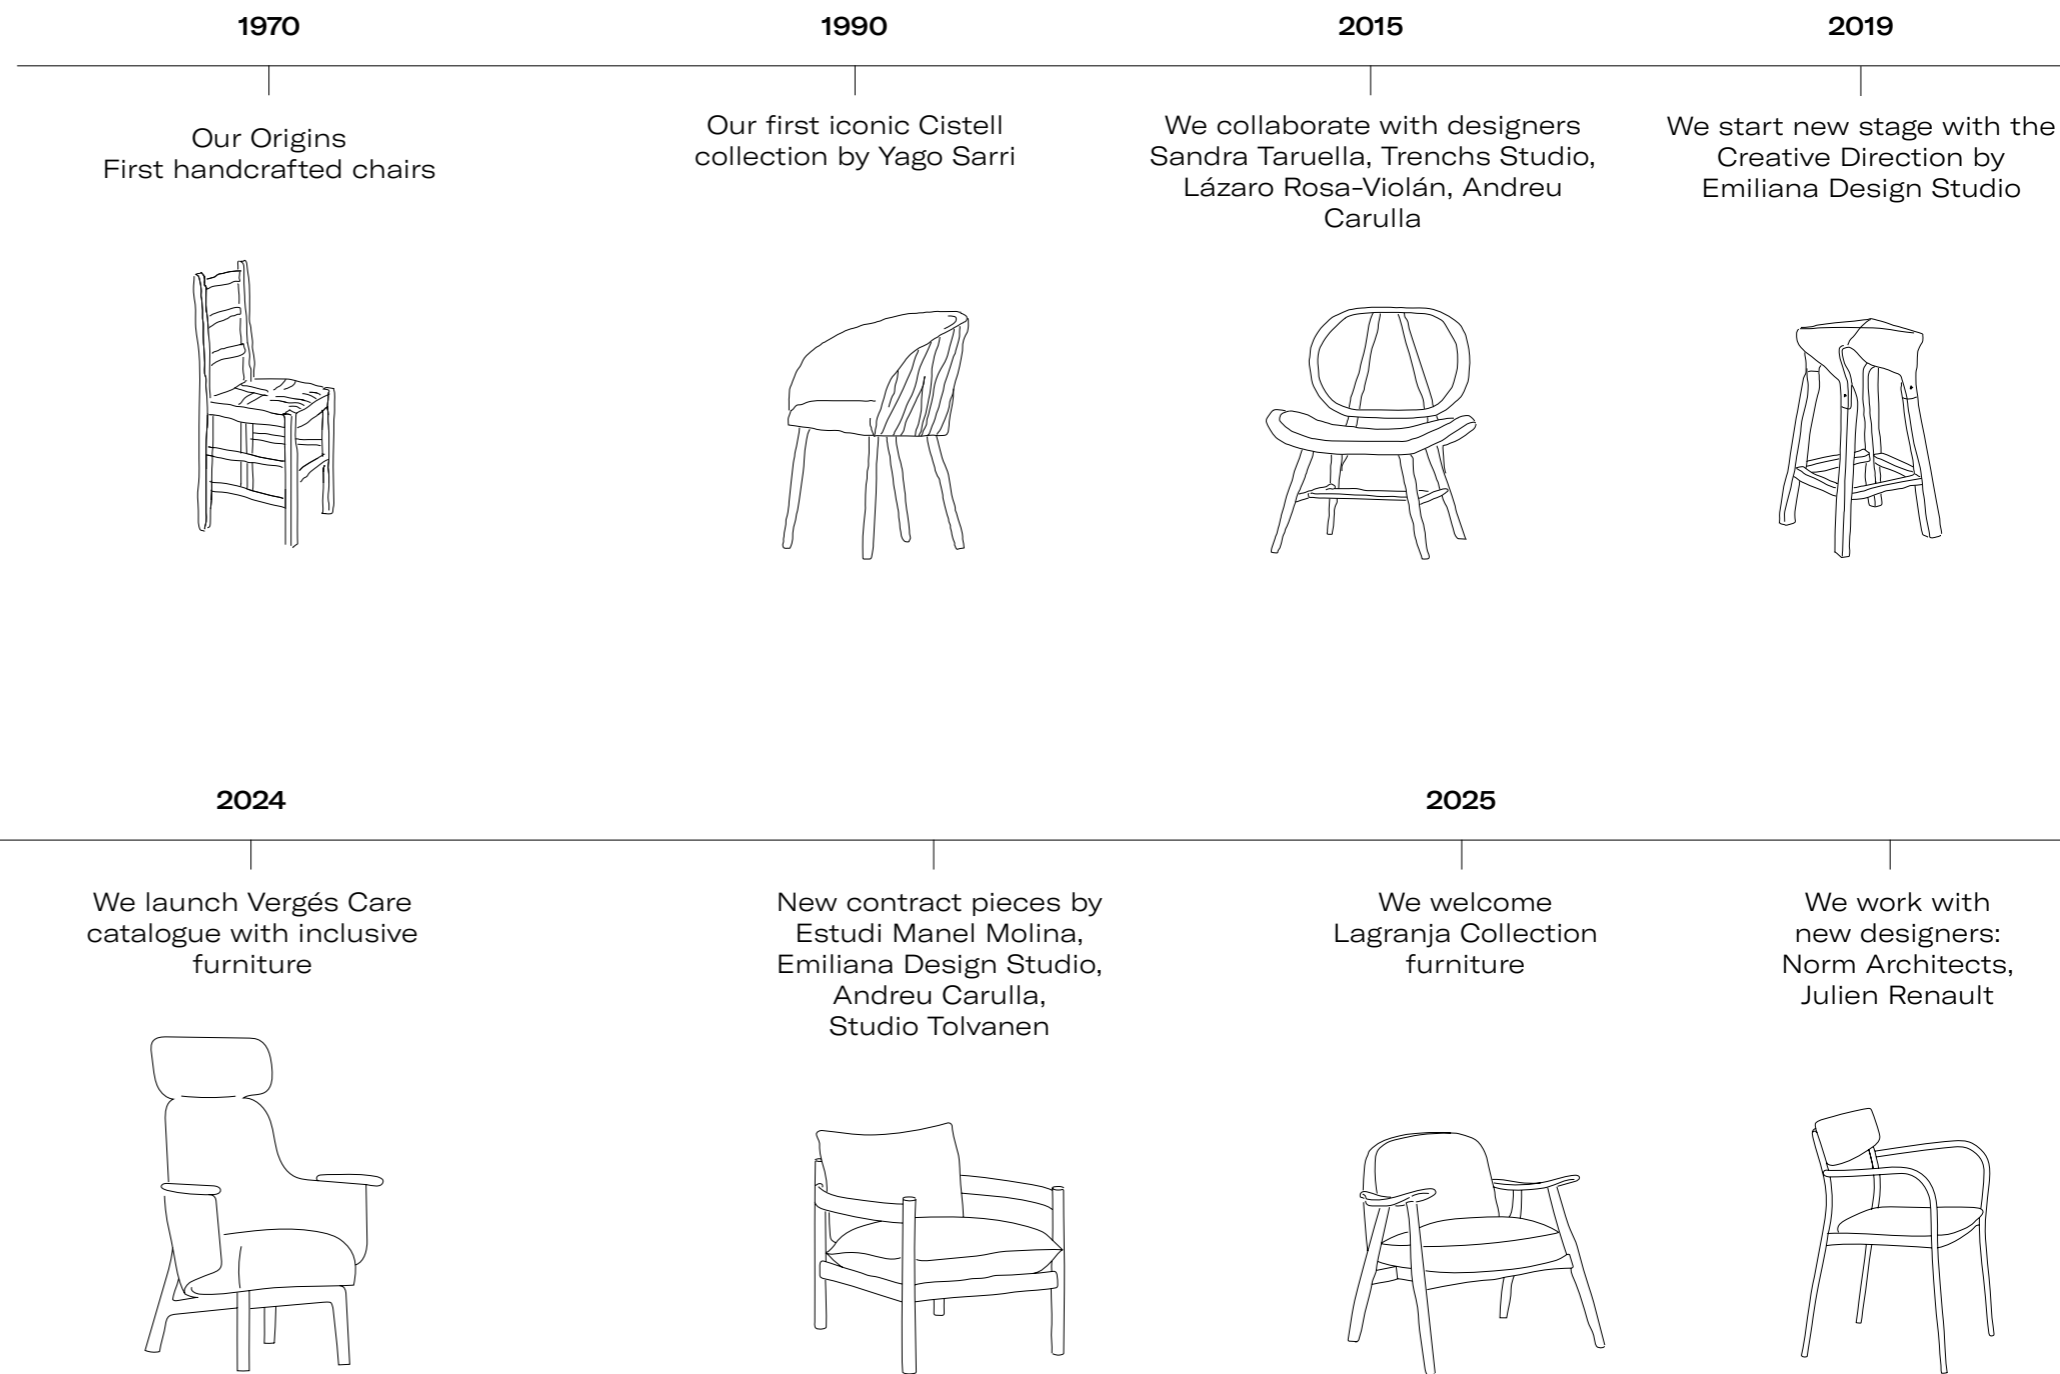 1970
Our Origins
First handcrafted chairs
1990
Our first iconic Cistell
collection by Yago Sarri
2015
We collaborate with designers
Sandra Taruella, Trenchs Studio,
Lázaro Rosa-Violán, Andreu
Carulla
2019
We start new stage with the
Creative Direction by
Emiliana Design Studio
2024
We launch Vergés Care
catalogue with inclusive
furniture
New contract pieces by
Estudi Manel Molina,
Emiliana Design Studio,
Andreu Carulla,
Studio Tolvanen
2025
We welcome
Lagranja Collection
furniture
We work with
new designers:
Norm Architects,
Julien Renault